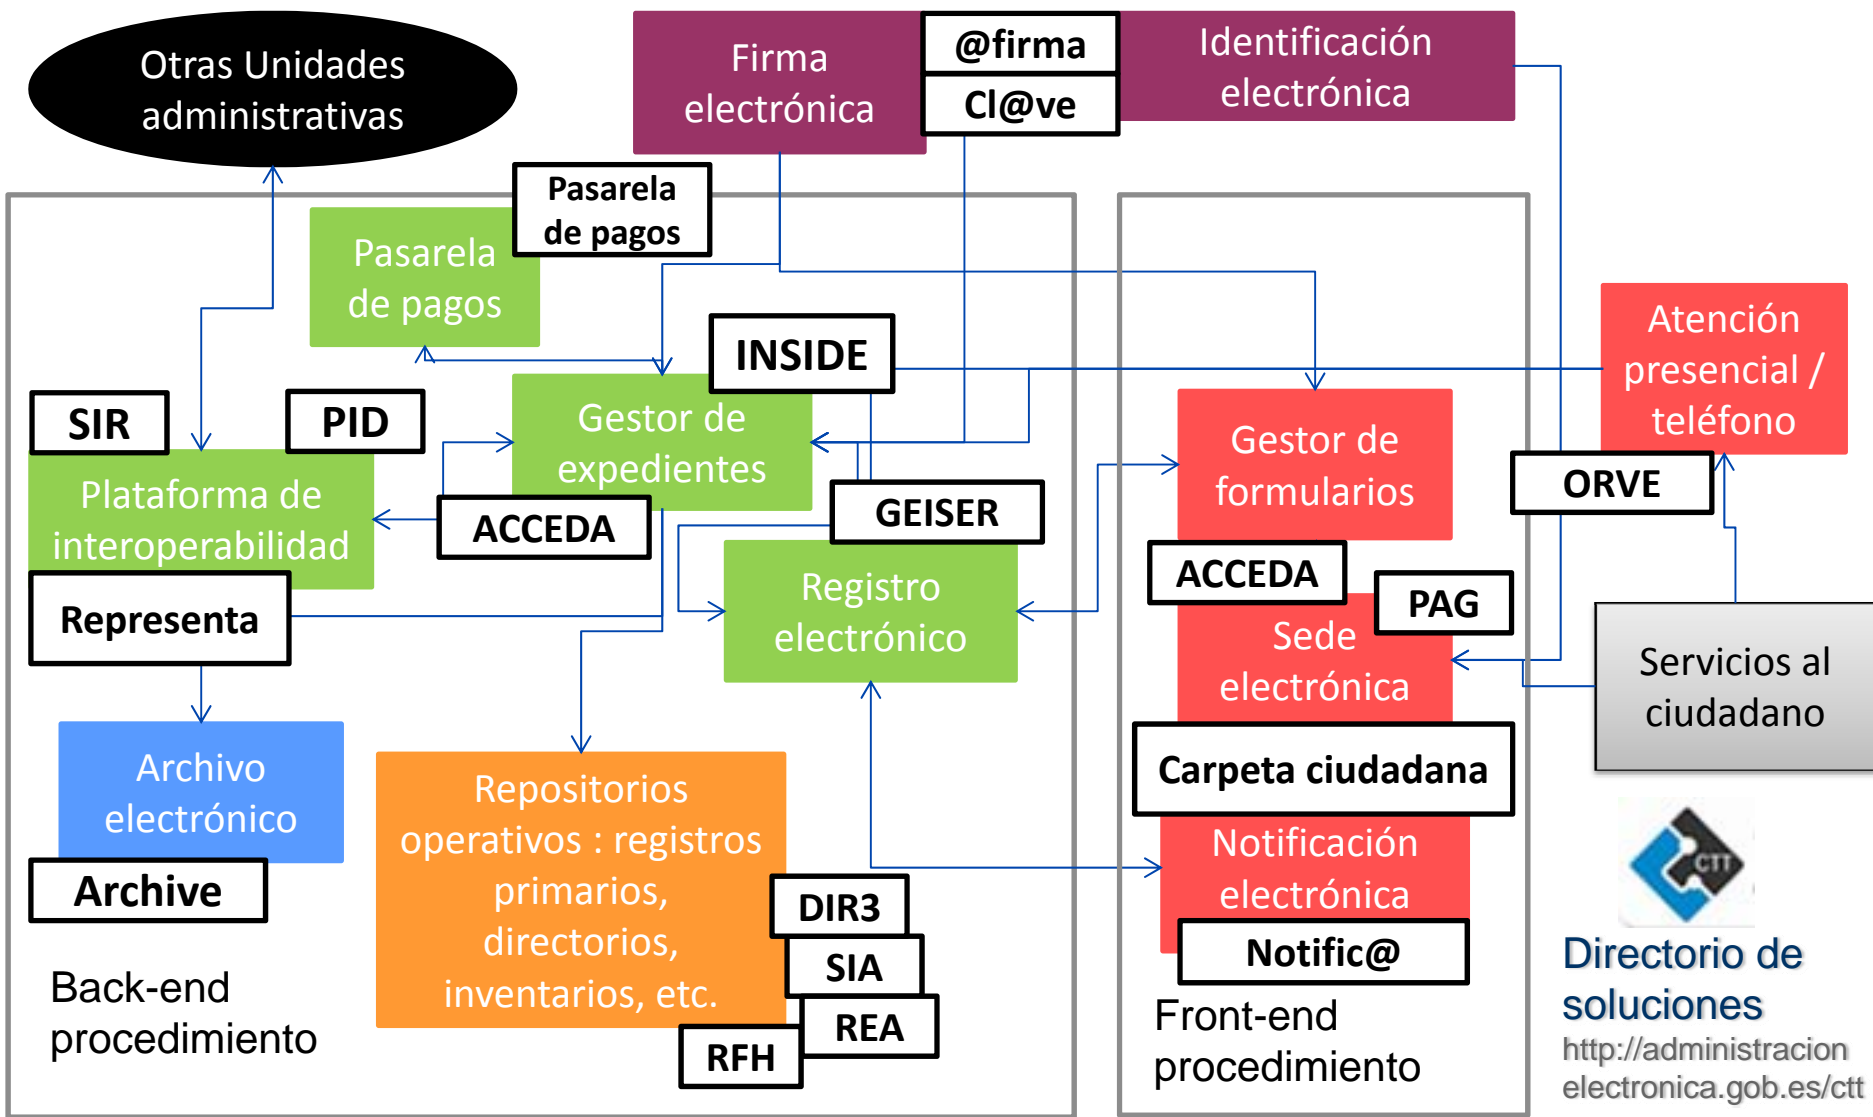 Otras Unidades
administrativas
Firma
electrónica
@firma
Cl@ve
Identificación
electrónica
Pasarela
de pagos
Pasarela
de pagos
INSIDE
Atención
presencial /
teléfono
SIR
PID
Gestor de
expedientes
Gestor de
formularios
ORVE
Plataforma de
interoperabilidad
ACCEDA
GEISER
ACCEDA
PAG
Representa
Registro
electrónico
Sede
electrónica
Servicios al
ciudadano
Archivo
electrónico
Archive
Repositorios
operativos : registros
primarios,
directorios,
inventarios, etc.
Carpeta ciudadana
Notificación
electrónica
Notific@
DIR3
SIA
REA
RFH
CTT
Back-end
procedimiento
Front-end
procedimiento
Directorio de
soluciones
http://administracion
electronica.gob.es/ctt